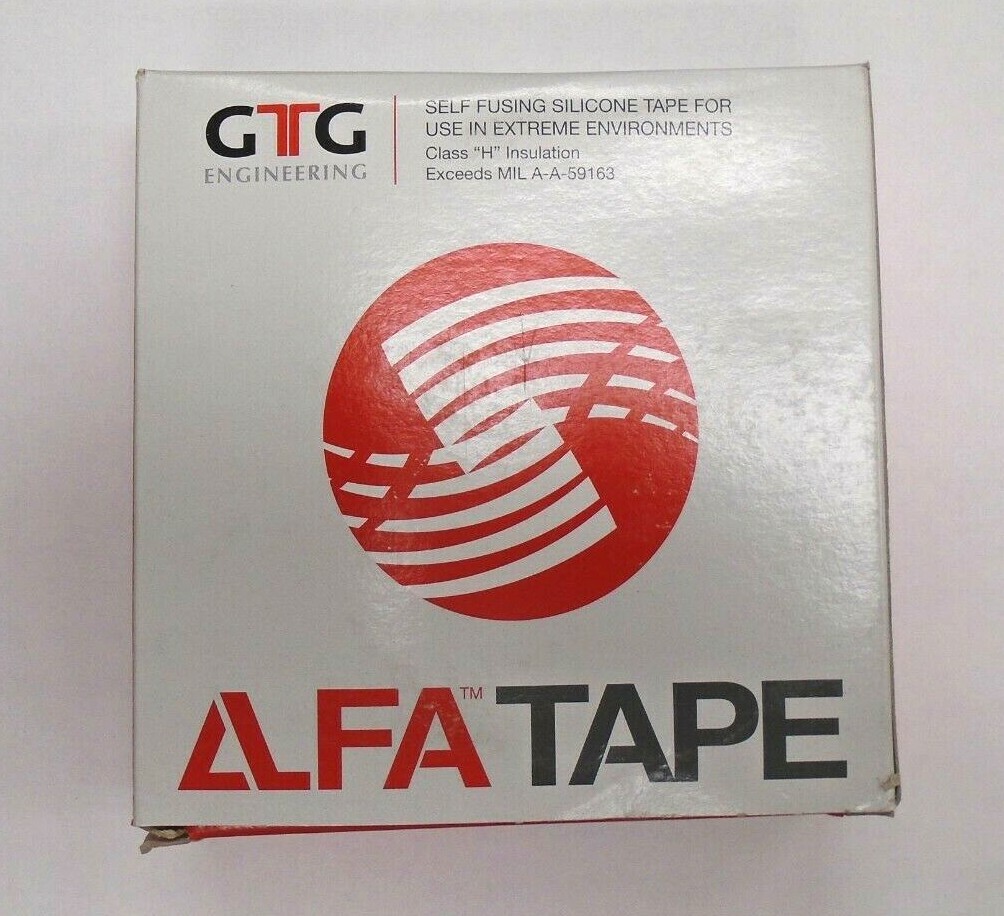 GTG
ENGINEERING
SELF FUSING SILICONE TAPE FOR
USE IN EXTREME ENVIRONMENTS
Class “H” Insulation
Exceeds MIL A-A-59163
ALFA™ TAPE